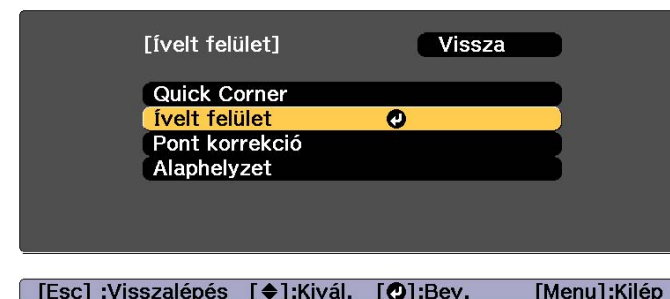 [Ívelt felület] Vissza
Quick Corner
Ívelt felület
Pont korrekció
Alaphelyzet
[Esc] :Visszalépés [◆]:Kivál. [↵]:Bev. [Menu]:Kilép